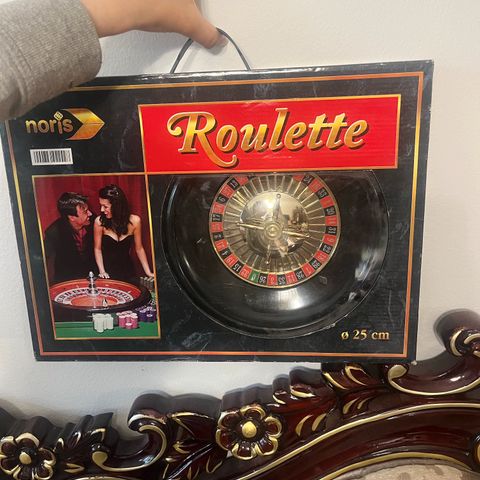 noris
Roulette
ø 25 cm